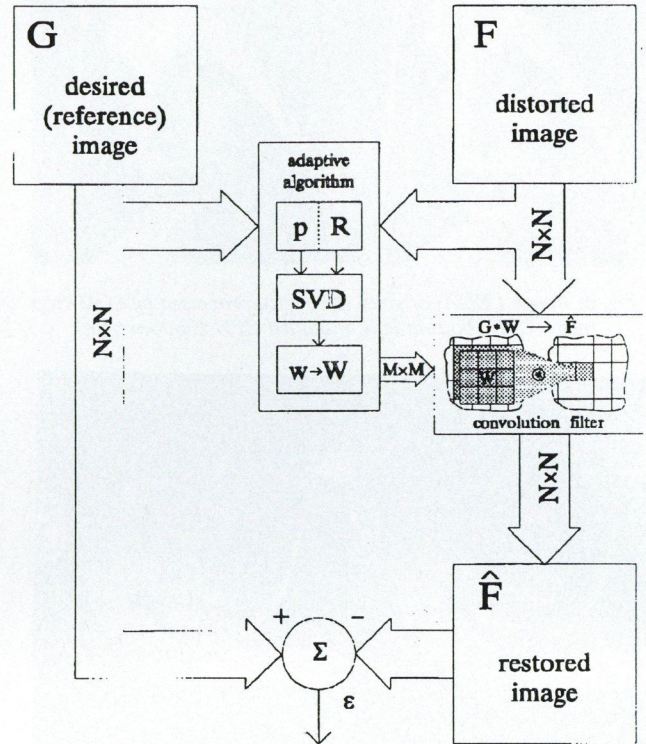 G
desired
(reference)
image
F
distorted
image
adaptive
algorithm
p R
SVD
w→W
N×N
N×N
M×M
G*W → F̂
W
convolution filter
N×N
F̂
restored
image
+
−
Σ
ε